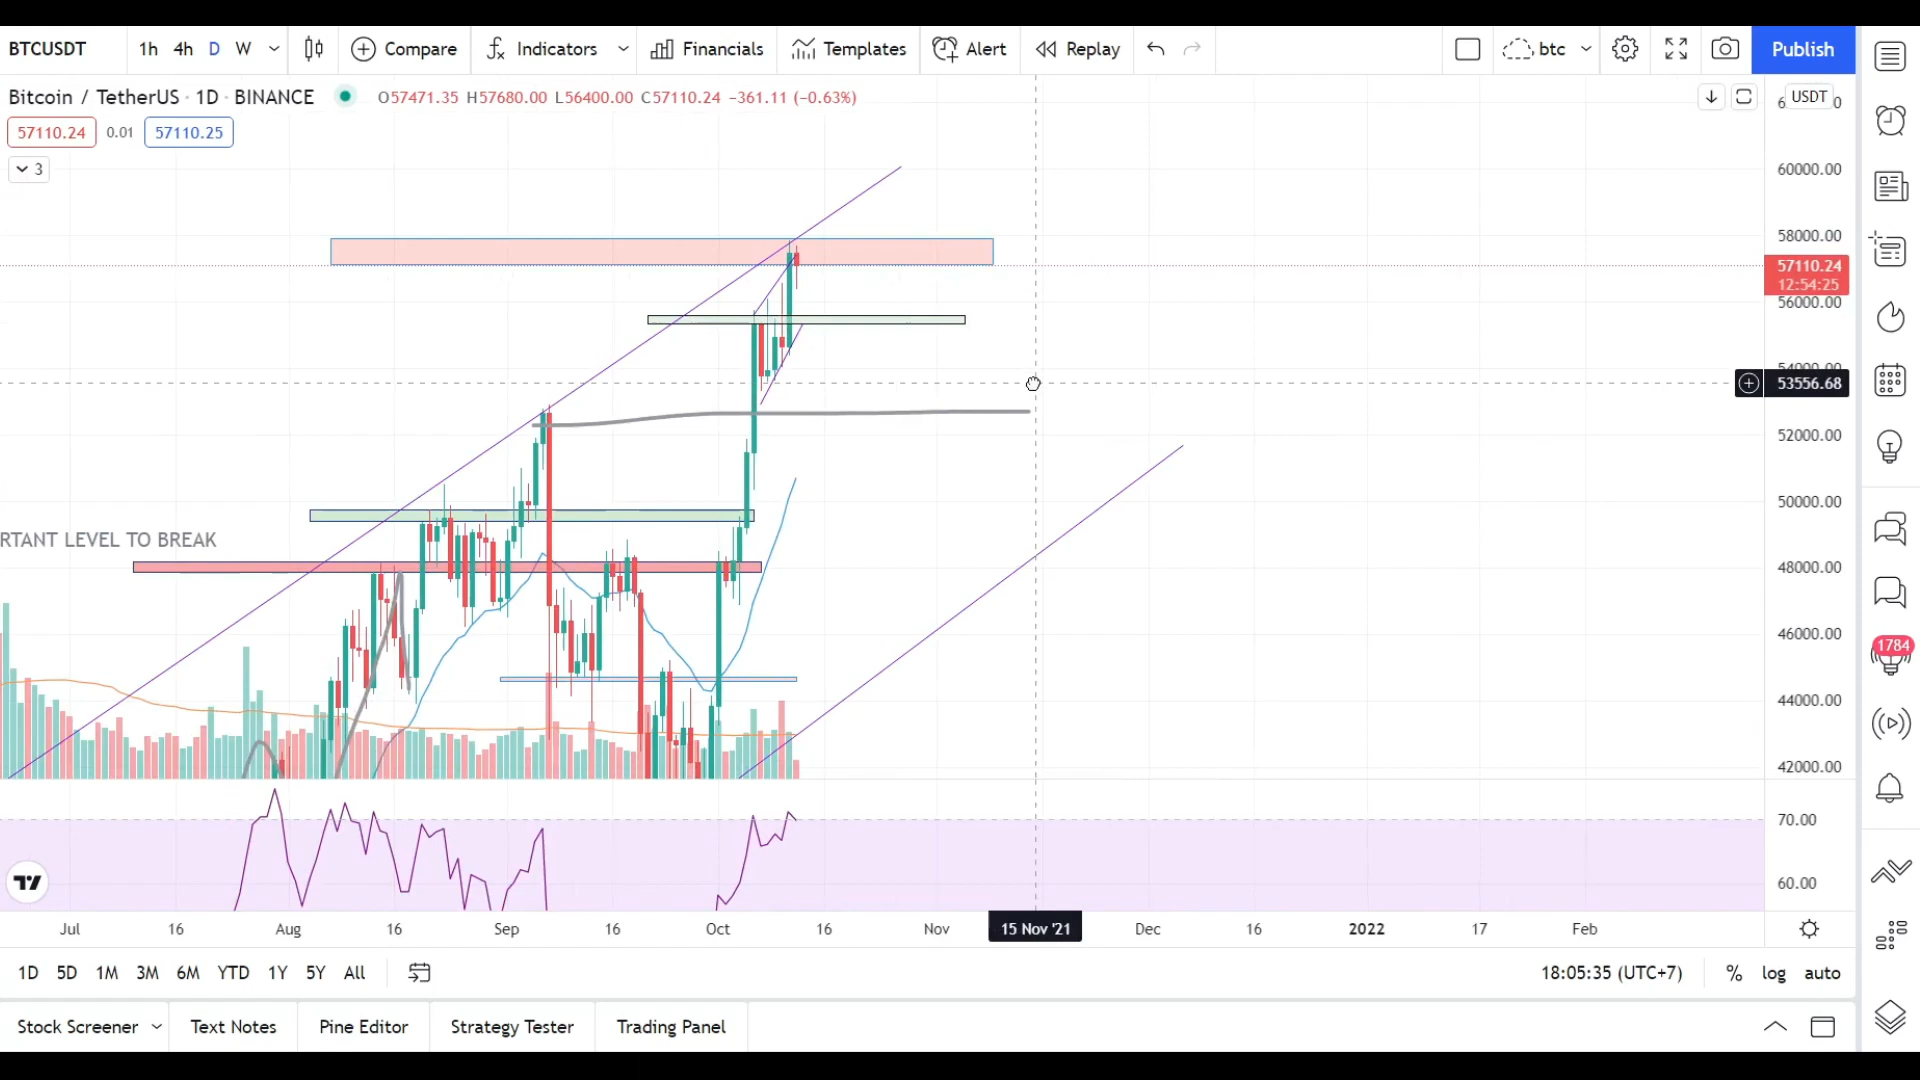 BTCUSDT 1h 4h D W Compare Indicators Financials Templates Alert Replay btc Publish
Bitcoin / TetherUS · 1D · BINANCE O57471.35 H57680.00 L56400.00 C57110.24 −361.11 (−0.63%)
USDT
57110.24 0.01 57110.25
3
60000.00
58000.00
57110.24
12:54:25
56000.00
54000.00
53556.68
52000.00
50000.00
RTANT LEVEL TO BREAK
48000.00
46000.00
1784
44000.00
42000.00
70.00
60.00
Jul 16 Aug 16 Sep 16 Oct 16 Nov 15 Nov '21 Dec 16 2022 17 Feb
1D 5D 1M 3M 6M YTD 1Y 5Y All 18:05:35 (UTC+7) % log auto
Stock Screener Text Notes Pine Editor Strategy Tester Trading Panel